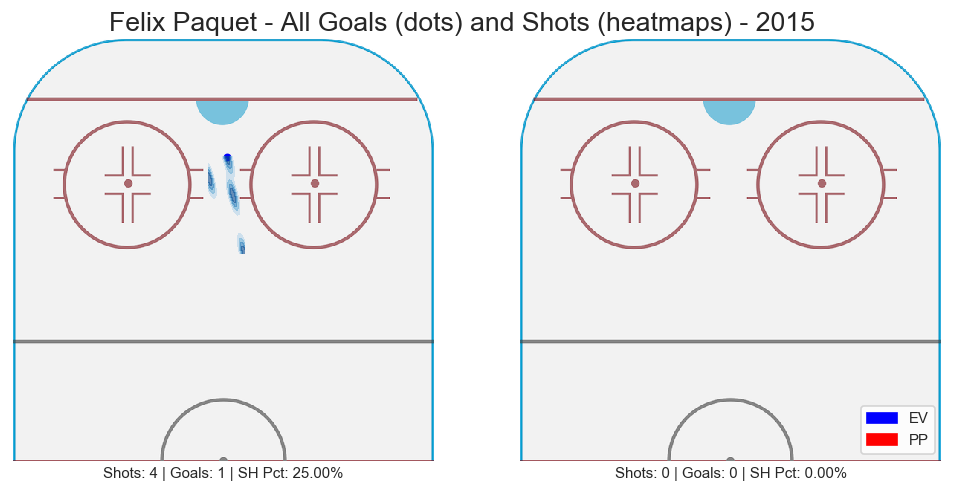 Felix Paquet - All Goals (dots) and Shots (heatmaps) - 2015
EV
PP
Shots: 4 | Goals: 1 | SH Pct: 25.00%
Shots: 0 | Goals: 0 | SH Pct: 0.00%